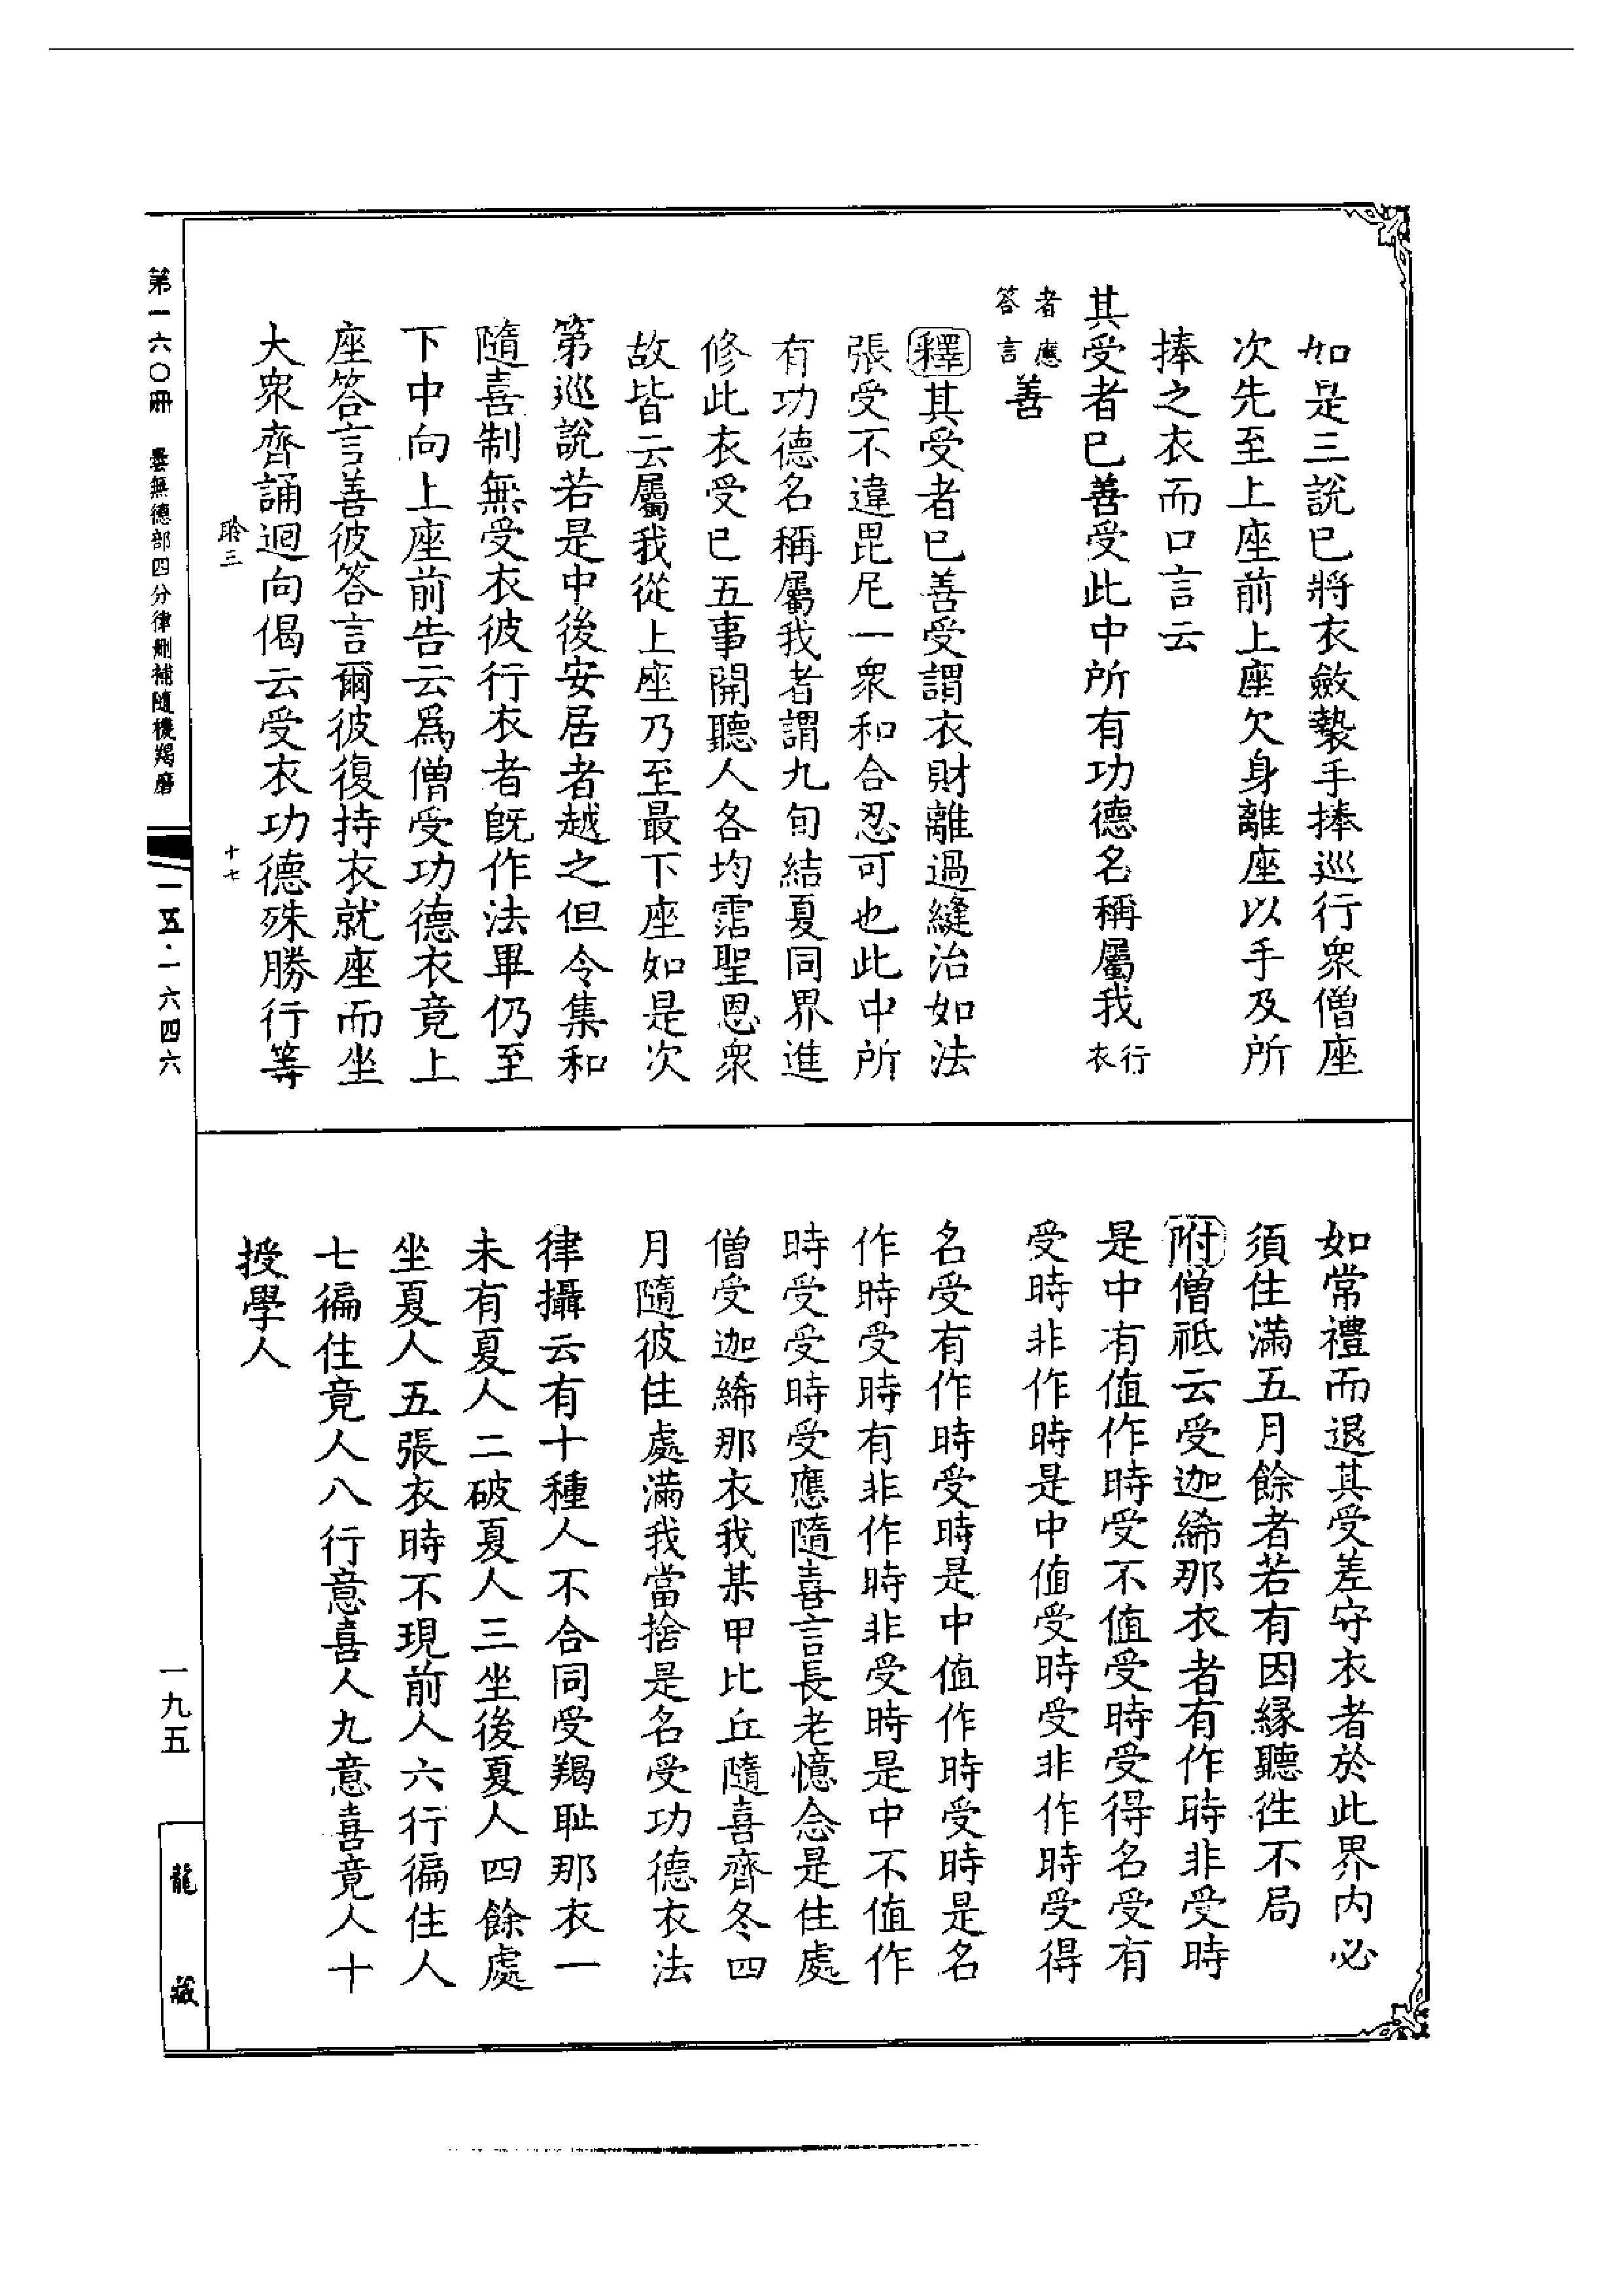 如是三說已將衣斂褺手捧巡行衆僧座
次先至上座前上座欠身離座以手及所
捧之衣而口言云
其受者已善受此中所有功德名稱屬我行衣
者應答言善
釋其受者已善受謂衣財離過縫治如法
張受不違毘尼一衆和合忍可也此中所
有功德名稱屬我者謂九旬結夏同界進
修此衣受已五事開聽人各均霑聖恩衆
故皆云屬我從上座乃至最下座如是次
第巡說若是中後安居者越之但令集和
隨喜制無受衣彼行衣者既作法畢仍至
下中向上座前告云爲僧受功德衣竟上
座答言善彼答言爾彼復持衣就座而坐
大衆齊誦迴向偈云受衣功德殊勝行等
聆三
十七
如常禮而退其受差守衣者於此界內必
須住滿五月餘者若有因緣聽往不局
附僧祇云受迦絺那衣者有作時非受時
是中有值作時受不值受時受得名受有
受時非作時是中值受時受非作時受得
名受有作時受時是中值作時受時是名
作時受時有非作時非受時是中不值作
時受受時受應隨喜言長老憶念是住處
僧受迦絺那衣我某甲比丘隨喜齊冬四
月隨彼住處滿我當捨是名受功德衣法
律攝云有十種人不合同受羯恥那衣一
未有夏人二破夏人三坐後夏人四餘處
坐夏人五張衣時不現前人六行徧住人
七徧住竟人八行意喜人九意喜竟人十
授學人
第一六〇冊 曇無德部四分律刪補隨機羯磨
一五·一六四六
一九五
龍藏